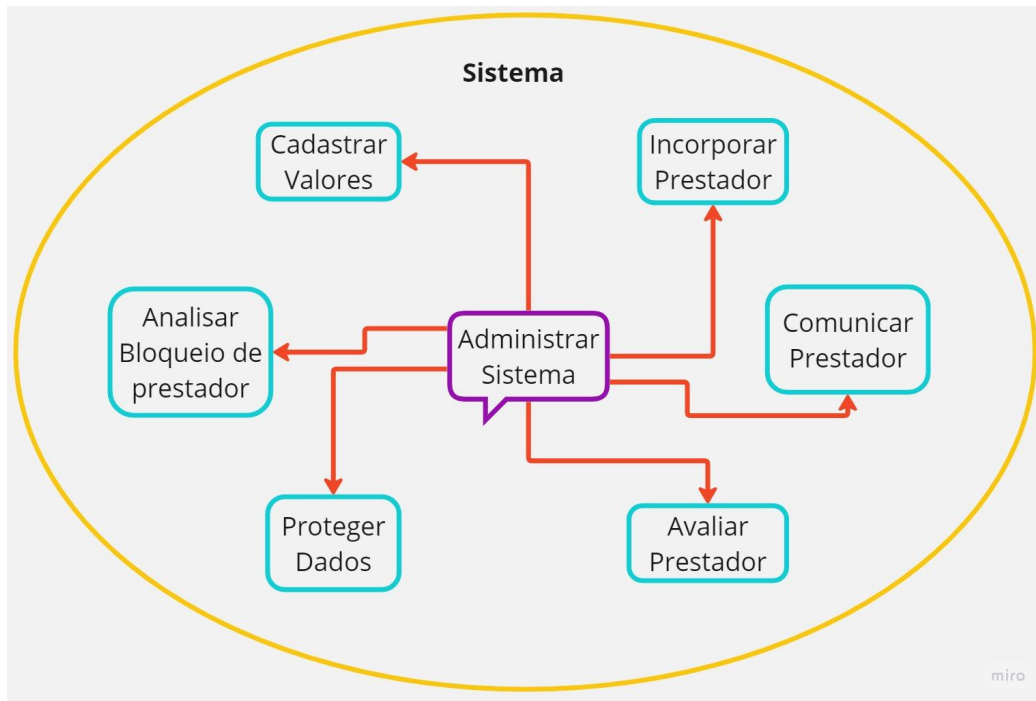 Sistema
Cadastrar
Valores
Incorporar
Prestador
Analisar
Bloqueio de
prestador
Administrar
Sistema
Comunicar
Prestador
Proteger
Dados
Avaliar
Prestador
miro